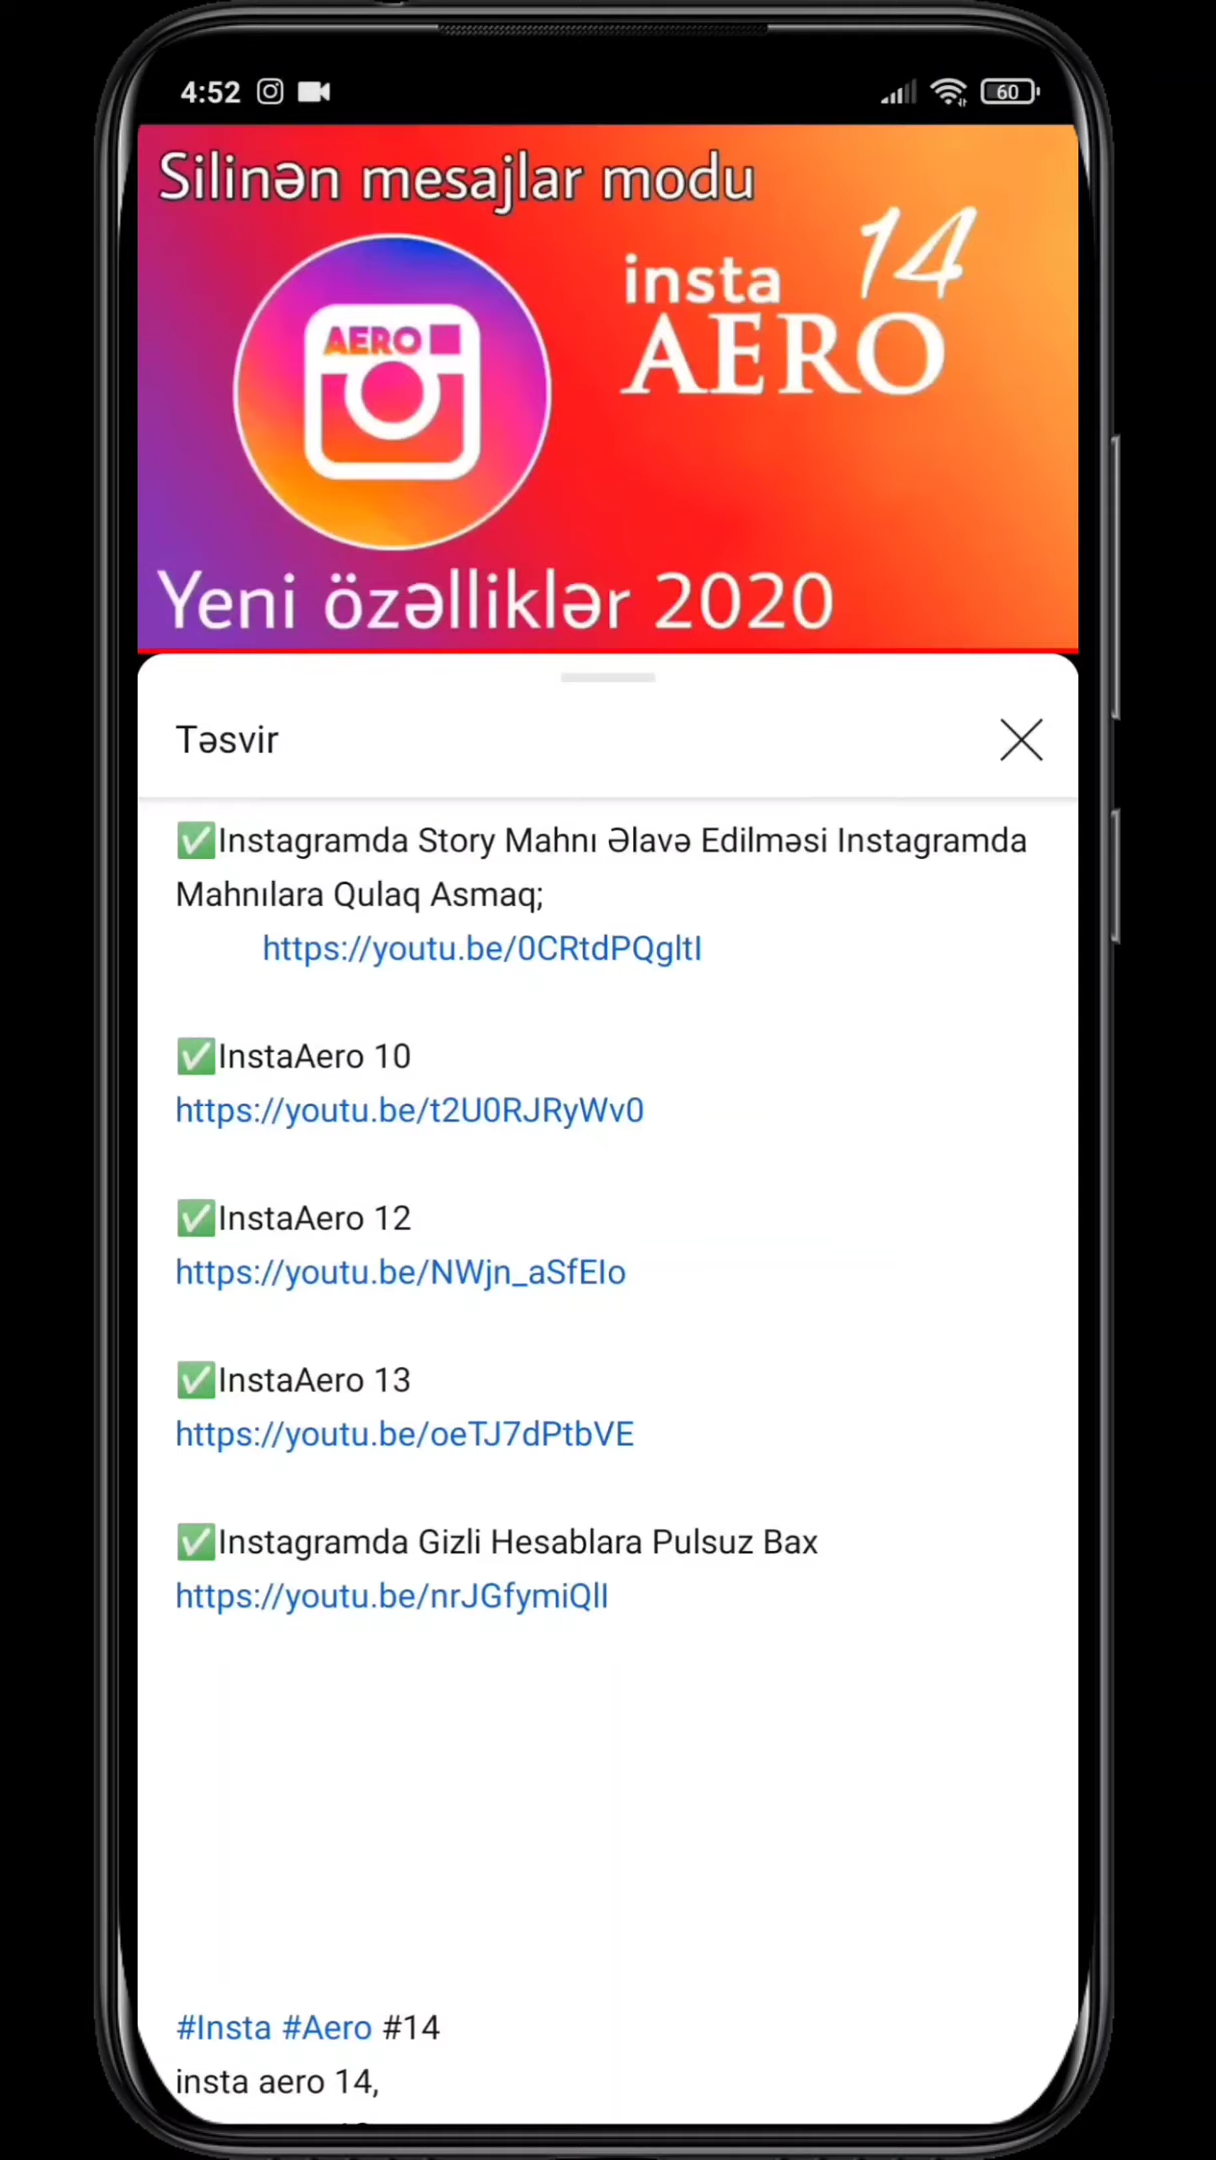 4:52
60
Silinən mesajlar modu
14
insta
AERO
AERO
Yeni özəlliklər 2020
Təsvir
✅Instagramda Story Mahnı Əlavə Edilməsi Instagramda
Mahnılara Qulaq Asmaq;
https://youtu.be/0CRtdPQgltI
✅InstaAero 10
https://youtu.be/t2U0RJRyWv0
✅InstaAero 12
https://youtu.be/NWjn_aSfEIo
✅InstaAero 13
https://youtu.be/oeTJ7dPtbVE
✅Instagramda Gizli Hesablara Pulsuz Bax
https://youtu.be/nrJGfymiQlI
#Insta #Aero #14
insta aero 14,